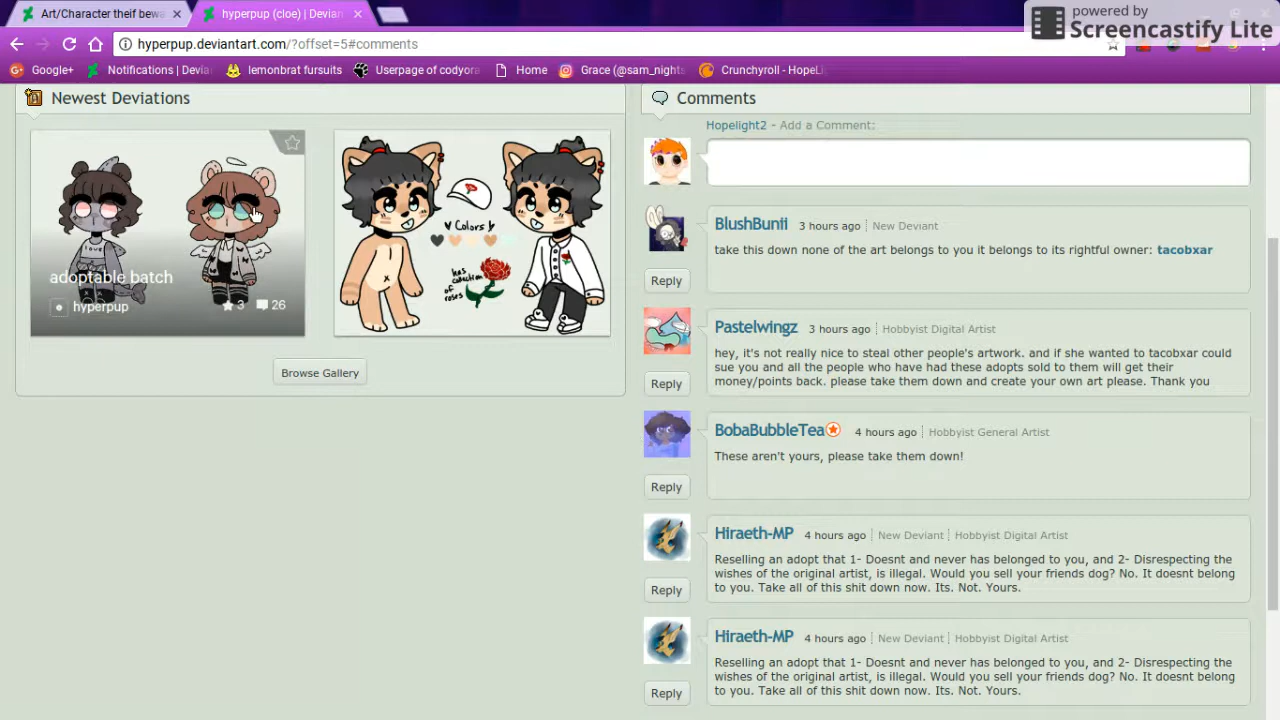 Art/Character theif bewa
hyperpup (cloe) | Devian
powered by
Screencastify Lite
hyperpup.deviantart.com/?offset=5#comments
Google+
Notifications | Devia
lemonbrat fursuits
Userpage of codyora
Home
Grace (@sam_nights
Crunchyroll - HopeLi
Newest Deviations
Comments
Hopelight2 - Add a Comment:
adoptable batch
hyperpup
3
26
Colors
has collection
of
roses
Browse Gallery
BlushBunii 3 hours ago New Deviant
take this down none of the art belongs to you it belongs to its rightful owner: tacobxar
Reply
Pastelwingz 3 hours ago Hobbyist Digital Artist
hey, it's not really nice to steal other people's artwork. and if she wanted to tacobxar could
sue you and all the people who have had these adopts sold to them will get their
money/points back. please take them down and create your own art please. Thank you
Reply
BobaBubbleTea 4 hours ago Hobbyist General Artist
These aren't yours, please take them down!
Reply
Hiraeth-MP 4 hours ago New Deviant Hobbyist Digital Artist
Reselling an adopt that 1- Doesnt and never has belonged to you, and 2- Disrespecting the
wishes of the original artist, is illegal. Would you sell your friends dog? No. It doesnt belong
to you. Take all of this shit down now. Its. Not. Yours.
Reply
Hiraeth-MP 4 hours ago New Deviant Hobbyist Digital Artist
Reselling an adopt that 1- Doesnt and never has belonged to you, and 2- Disrespecting the
wishes of the original artist, is illegal. Would you sell your friends dog? No. It doesnt belong
to you. Take all of this shit down now. Its. Not. Yours.
Reply